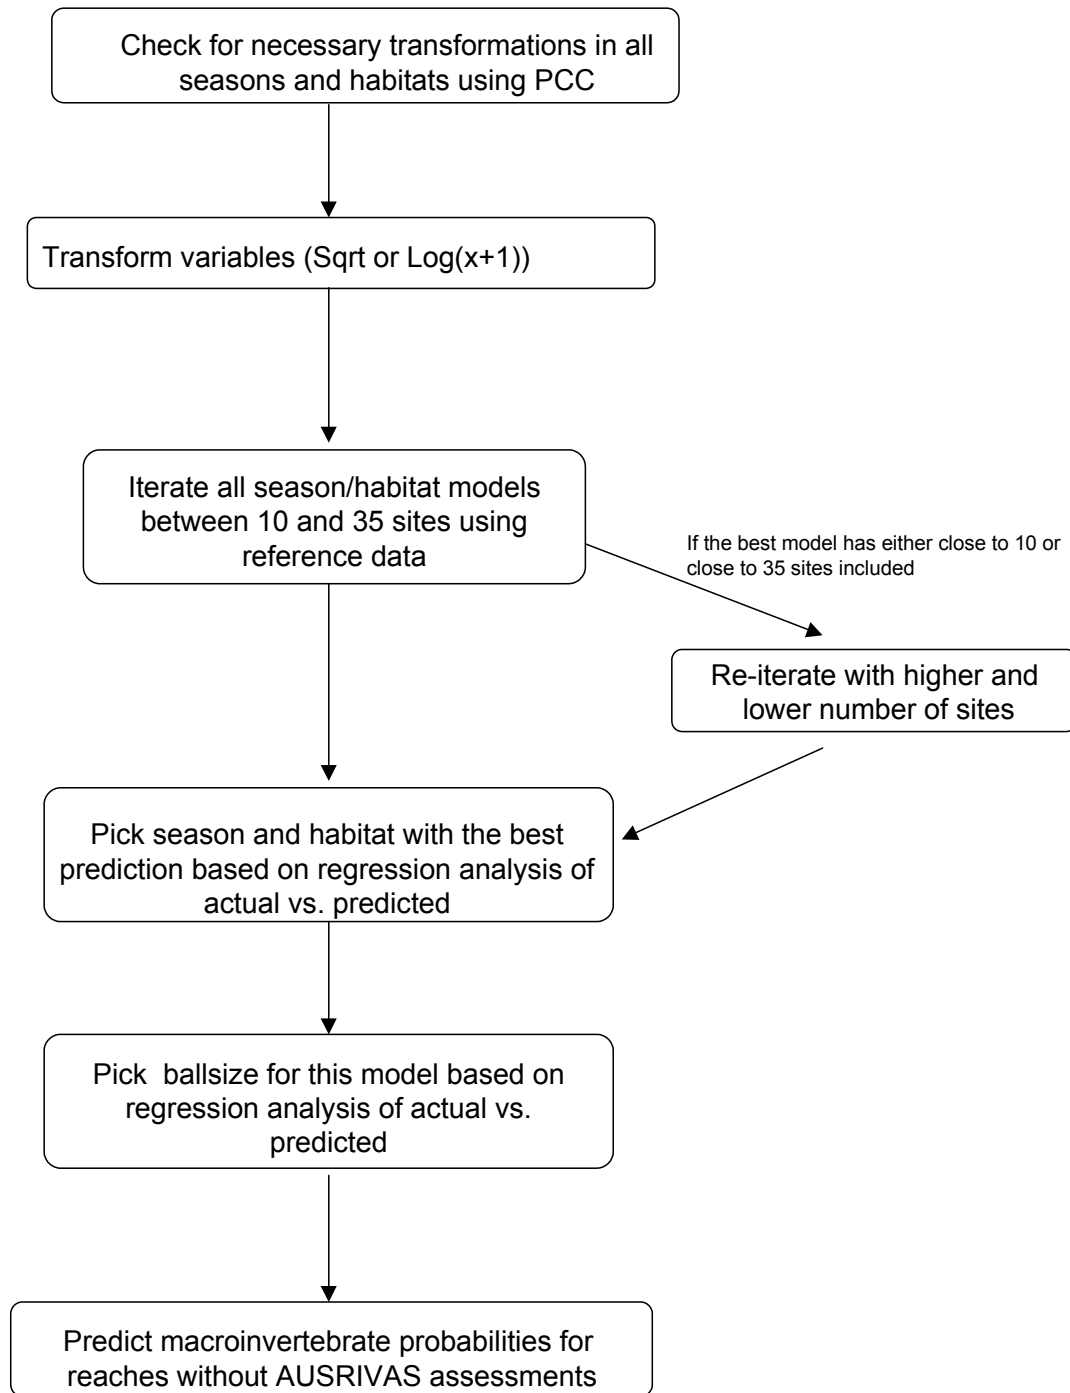 Check for necessary transformations in all
seasons and habitats using PCC
Transform variables (Sqrt or Log(x+1))
Iterate all season/habitat models
between 10 and 35 sites using
reference data
If the best model has either close to 10 or
close to 35 sites included
Re-iterate with higher and
lower number of sites
Pick season and habitat with the best
prediction based on regression analysis of
actual vs. predicted
Pick ballsize for this model based on
regression analysis of actual vs.
predicted
Predict macroinvertebrate probabilities for
reaches without AUSRIVAS assessments